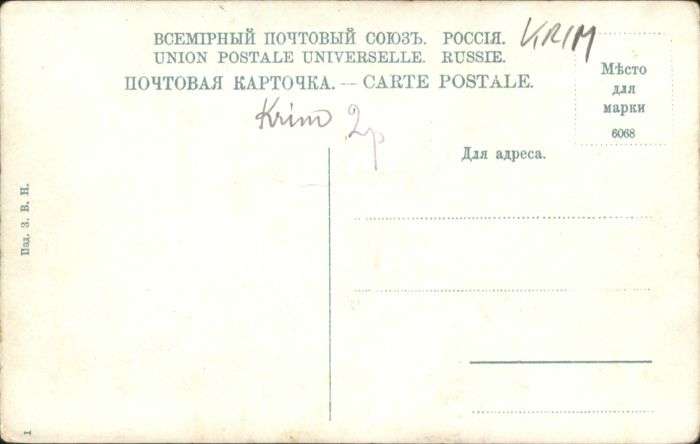 ВСЕМІРНЫЙ ПОЧТОВЫЙ СОЮЗЪ. РОССІЯ.
UNION POSTALE UNIVERSELLE. RUSSIE.
ПОЧТОВАЯ КАРТОЧКА. — CARTE POSTALE.
KRIM
Мѣсто
для
марки
6068
Krim 2p
Для адреса.
Изд. З. В. Н.
1